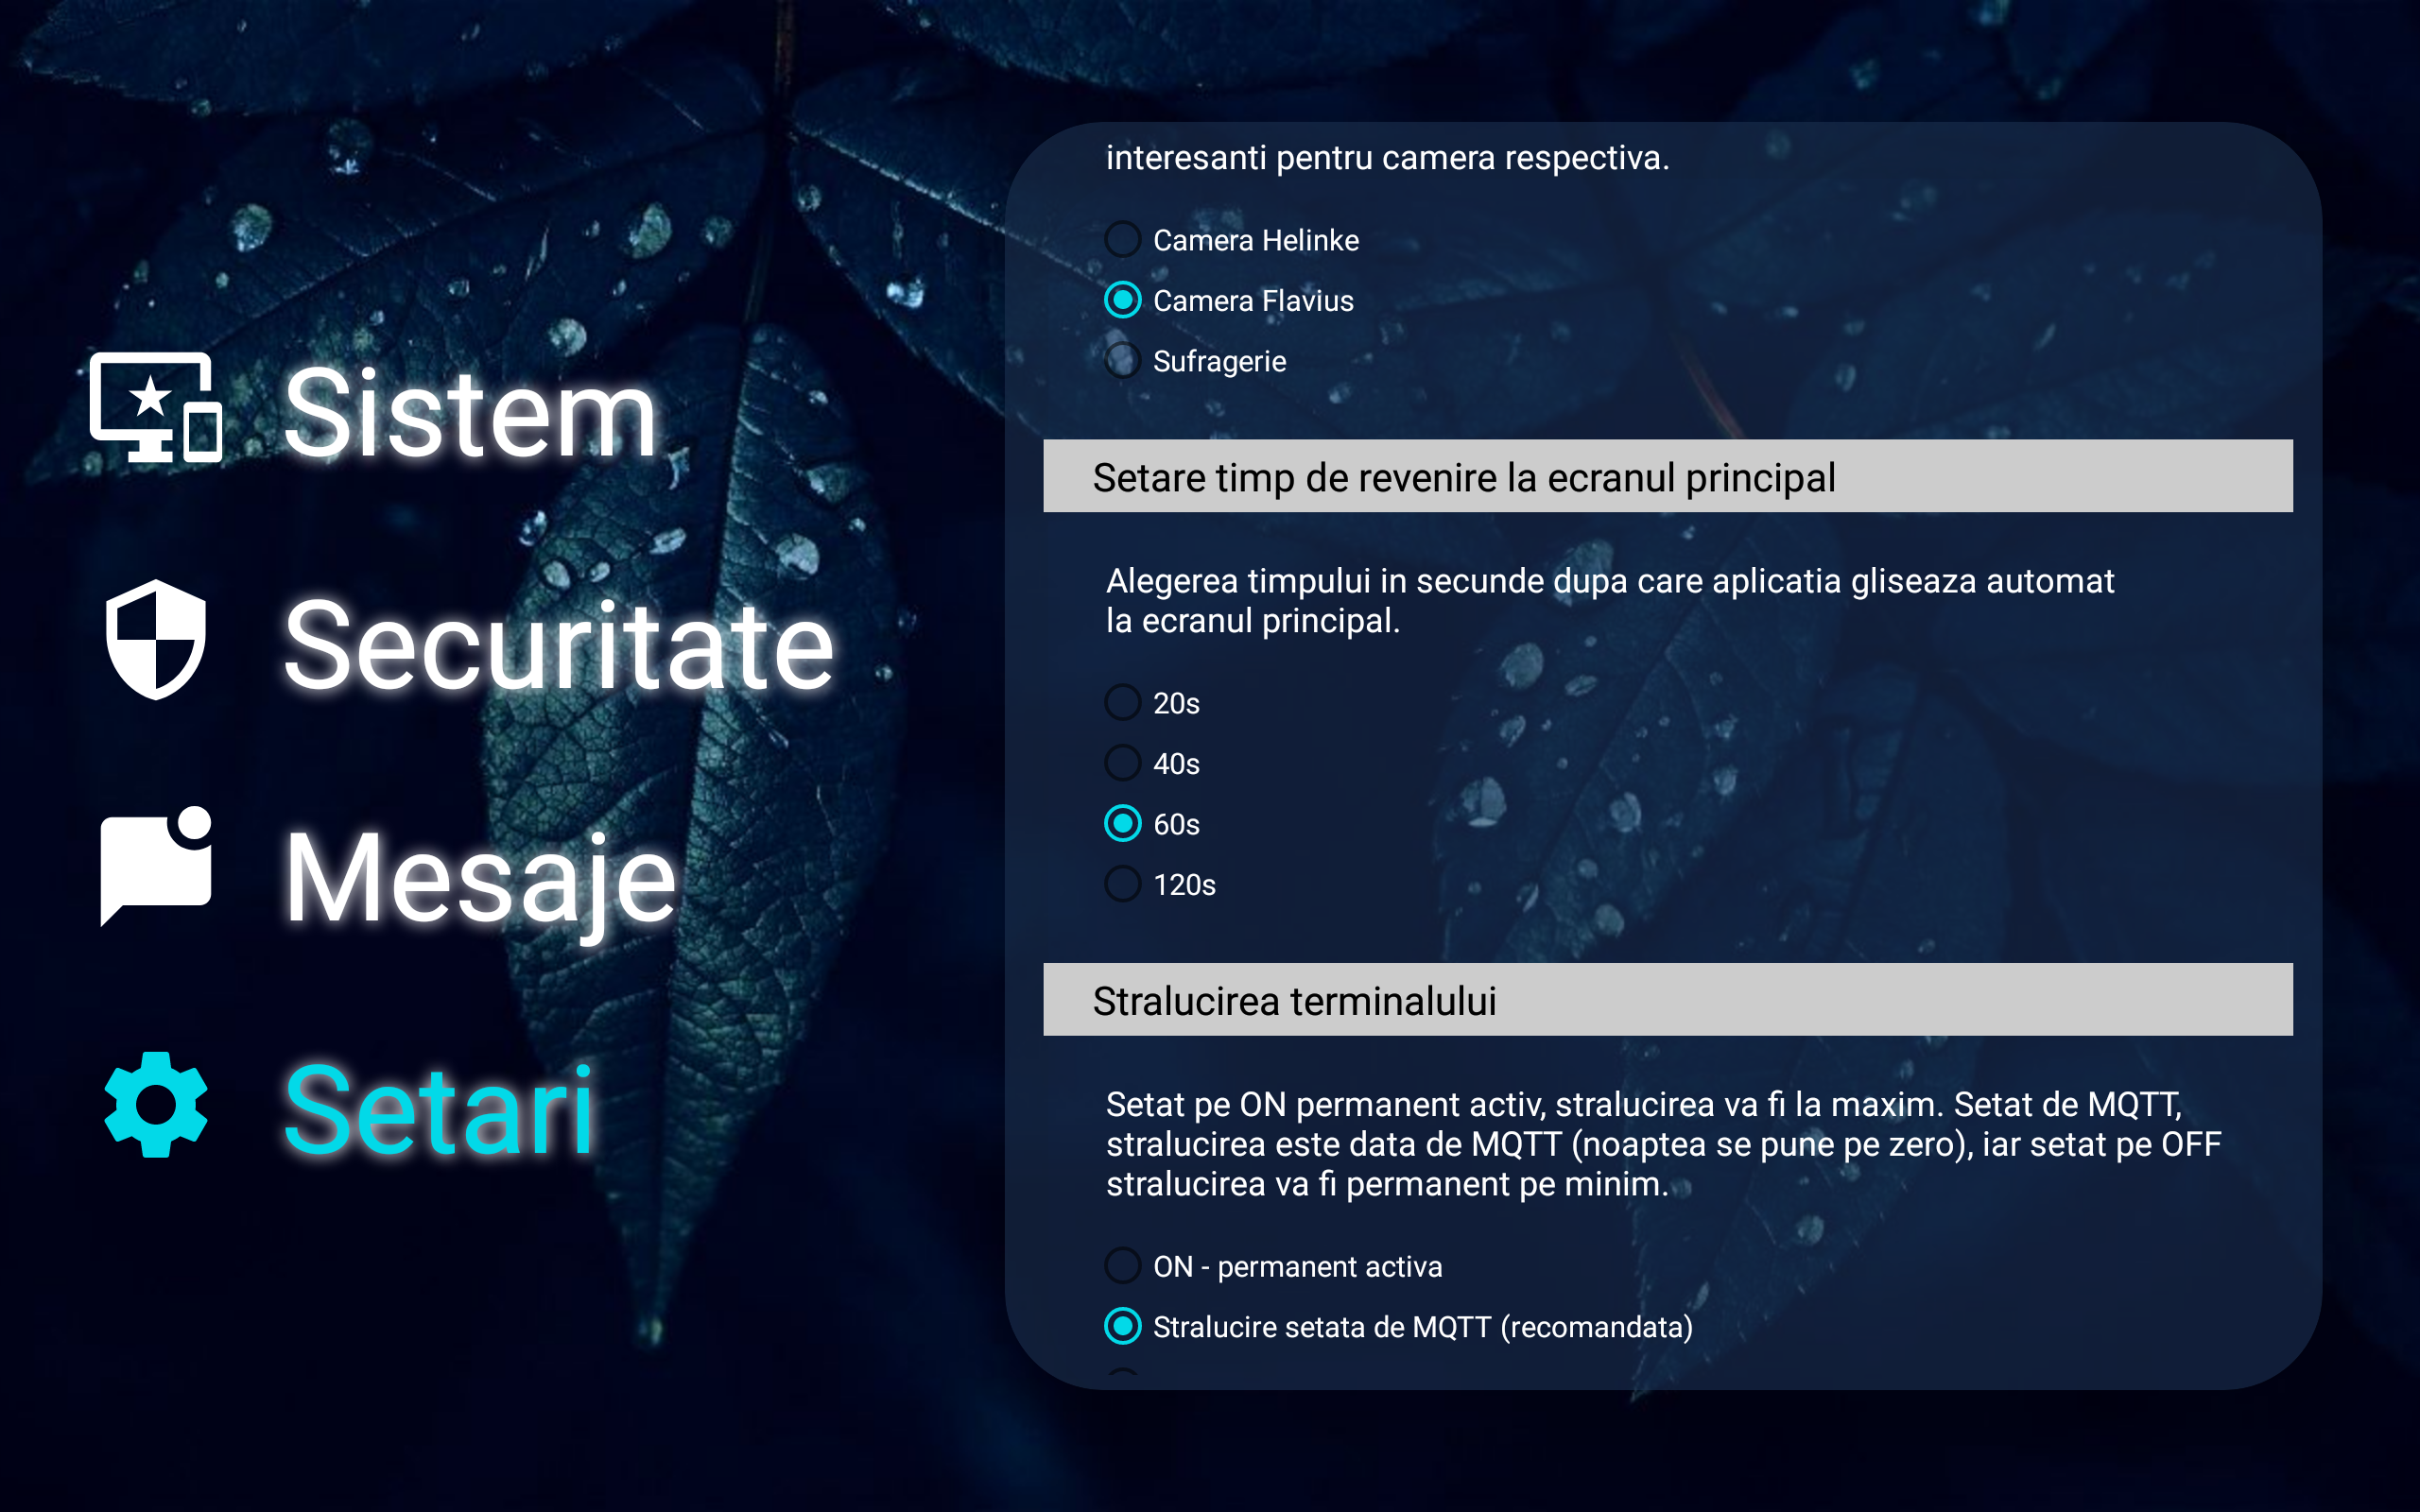 Sistem
Securitate
Mesaje
Setari
interesanti pentru camera respectiva.
Camera Helinke
Camera Flavius
Sufragerie
Setare timp de revenire la ecranul principal
Alegerea timpului in secunde dupa care aplicatia gliseaza automat
la ecranul principal.
20s
40s
60s
120s
Stralucirea terminalului
Setat pe ON permanent activ, stralucirea va fi la maxim. Setat de MQTT,
stralucirea este data de MQTT (noaptea se pune pe zero), iar setat pe OFF
stralucirea va fi permanent pe minim.
ON - permanent activa
Stralucire setata de MQTT (recomandata)